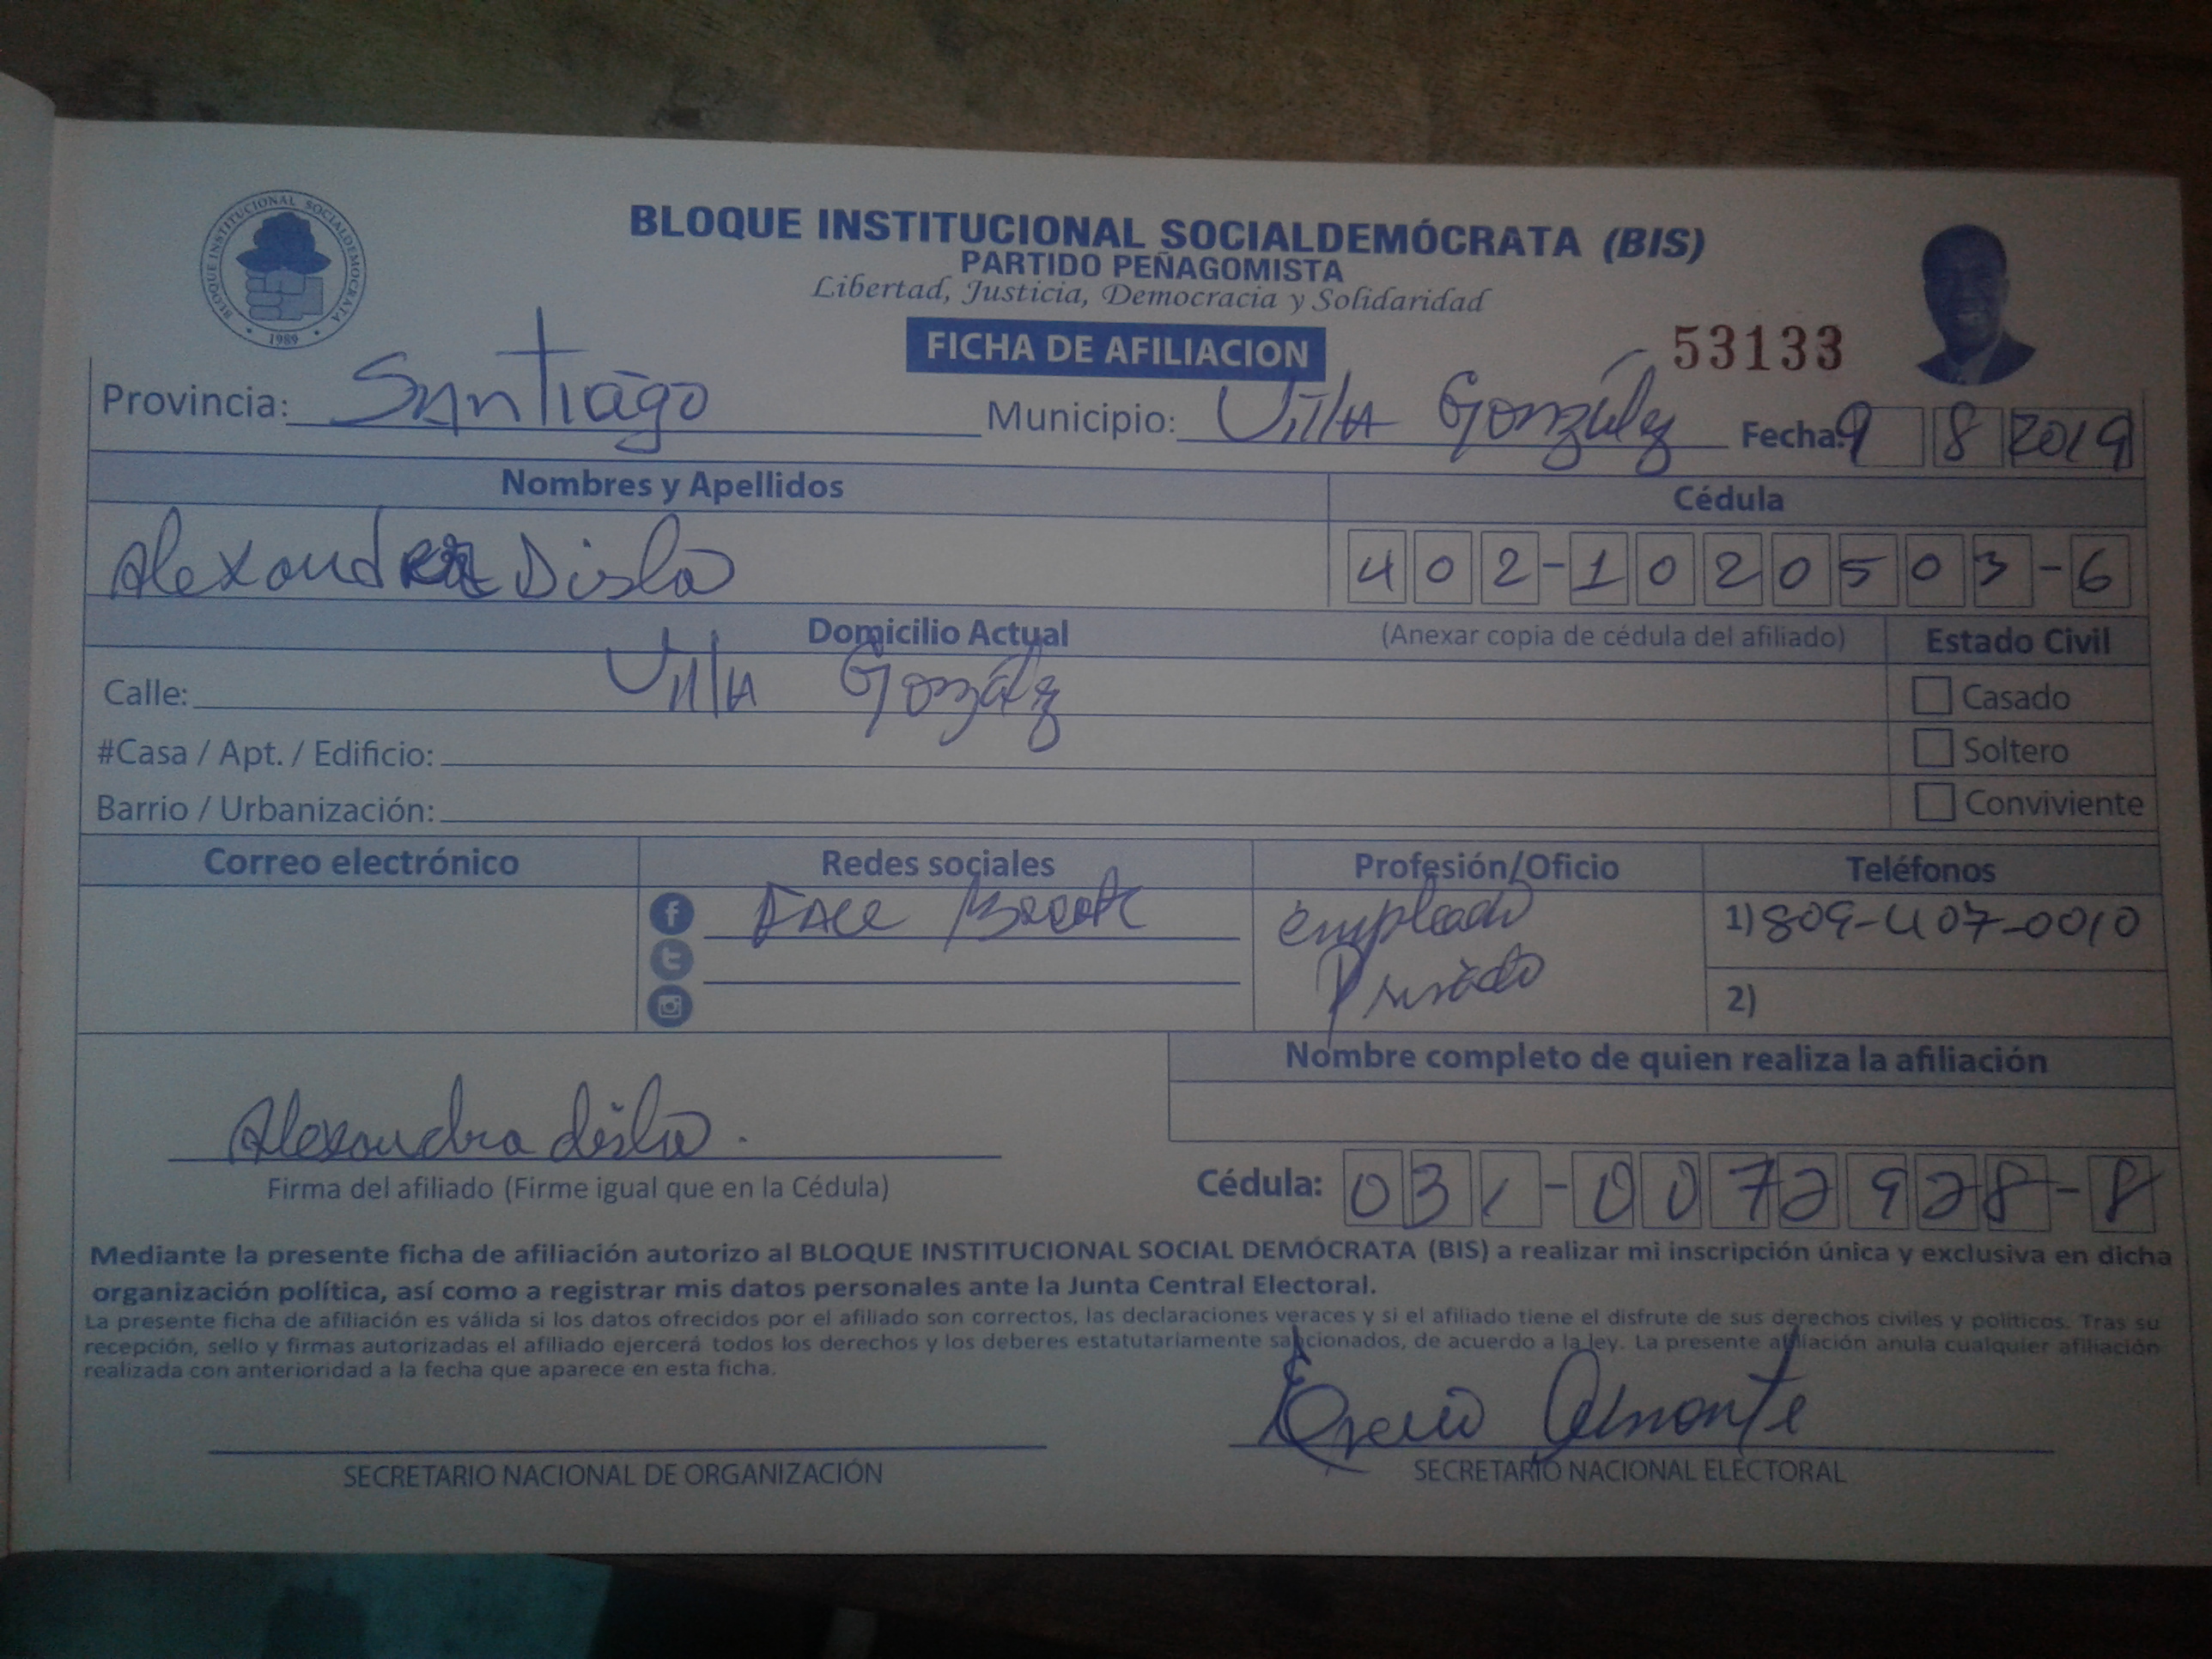 BLOQUE INSTITUCIONAL SOCIALDEMOCRATA
1989
BLOQUE INSTITUCIONAL SOCIALDEMÓCRATA (BIS)
PARTIDO PEÑAGOMISTA
Libertad, Justicia, Democracia y Solidaridad
FICHA DE AFILIACION
53133
Provincia: Santiago Municipio: Villa González Fecha: 9 8 2019
Nombres y Apellidos Cédula
Alexandra Disla 402-1020503-6
Domicilio Actual (Anexar copia de cédula del afiliado) Estado Civil
Calle: Villa González Casado
#Casa / Apt. / Edificio: Soltero
Barrio / Urbanización: Conviviente
Correo electrónico Redes sociales Profesión/Oficio Teléfonos
Face Book empleado 1) 809-407-0010
Privado 2)
Nombre completo de quien realiza la afiliación
Alexandra disla.
Firma del afiliado (Firme igual que en la Cédula) Cédula: 031-0072928-8
Mediante la presente ficha de afiliación autorizo al BLOQUE INSTITUCIONAL SOCIAL DEMÓCRATA (BIS) a realizar mi inscripción única y exclusiva en dicha
organización política, así como a registrar mis datos personales ante la Junta Central Electoral.
La presente ficha de afiliación es válida si los datos ofrecidos por el afiliado son correctos, las declaraciones veraces y si el afiliado tiene el disfrute de sus derechos civiles y políticos. Tras su
recepción, sello y firmas autorizadas el afiliado ejercerá todos los derechos y los deberes estatutariamente sancionados, de acuerdo a la ley. La presente afiliación anula cualquier afiliación
realizada con anterioridad a la fecha que aparece en esta ficha.
Almonte
SECRETARIO NACIONAL DE ORGANIZACIÓN SECRETARIO NACIONAL ELECTORAL